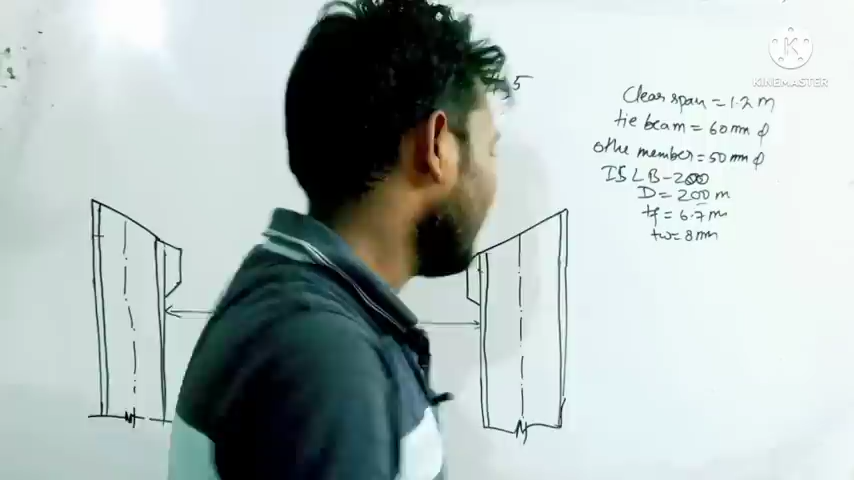 5
Clear span = 1.2 m
tie beam = 60 mm φ
othe member = 50 mm φ
ISLB-200
D = 200 m
tf = 6.7 m
tw = 8 mm
K
KINEMASTER